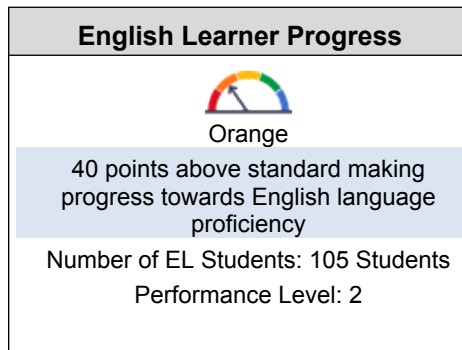 English Learner Progress
Orange
40 points above standard making
progress towards English language
proficiency
Number of EL Students: 105 Students
Performance Level: 2